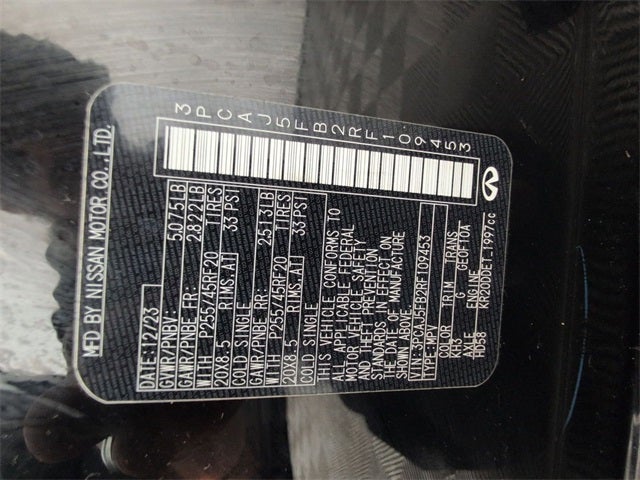 MFD BY NISSAN MOTOR CO.,LTD.
3PCAJ5FB2RF109453
DATE: 12/23
GVWR/PNBV: 5075LB
GAWR/PNBE FR: 2822LB
WITH P255/45RF20 TIRES
20X8.5 RIMS AT 33 PSI
COLD SINGLE
GAWR/PNBE RR: 2513LB
WITH P255/45RF20 TIRES
20X8.5 RIMS AT 33 PSI
COLD SINGLE
THIS VEHICLE CONFORMS TO
ALL APPLICABLE FEDERAL
MOTOR VEHICLE SAFETY
AND THEFT PREVENTION
STANDARDS IN EFFECT ON
THE DATE OF MANUFACTURE
SHOWN ABOVE.
VIN: 3PCAJ5FB2RF109453
TYPE: MPV
COLOR TRIM TRANS
KH3 G GE0F10A
AXLE ENGINE
HD58 KR20DDET 1997cc